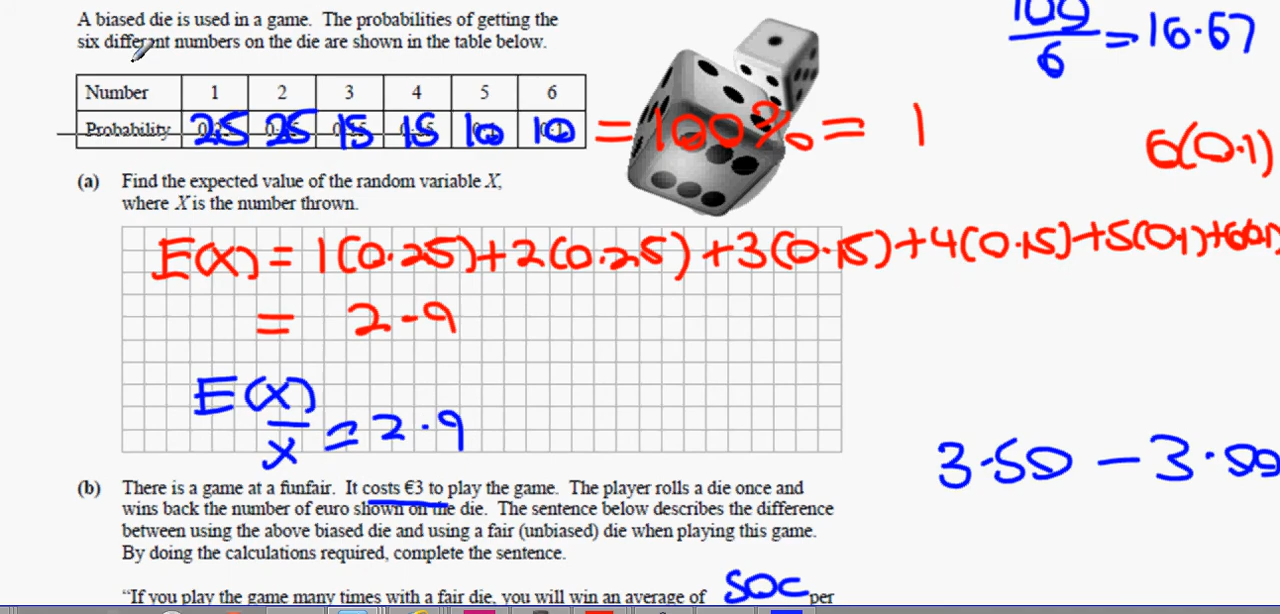 A biased die is used in a game. The probabilities of getting the
six different numbers on the die are shown in the table below.
100/6 = 16.67
Number 1 2 3 4 5 6
Probability 25 25 15 15 10 10 = 100% = 1
6(0.1)
(a) Find the expected value of the random variable X,
where X is the number thrown.
E(X) = 1(0.25) + 2(0.25) + 3(0.15) + 4(0.15) + 5(0.1) + 6(0.1)
= 2.9
E(X)
x = 2.9
3.50 - 3.00
(b) There is a game at a funfair. It costs €3 to play the game. The player rolls a die once and
wins back the number of euro shown on the die. The sentence below describes the difference
between using the above biased die and using a fair (unbiased) die when playing this game.
By doing the calculations required, complete the sentence.
"If you play the game many times with a fair die, you will win an average of 50c per